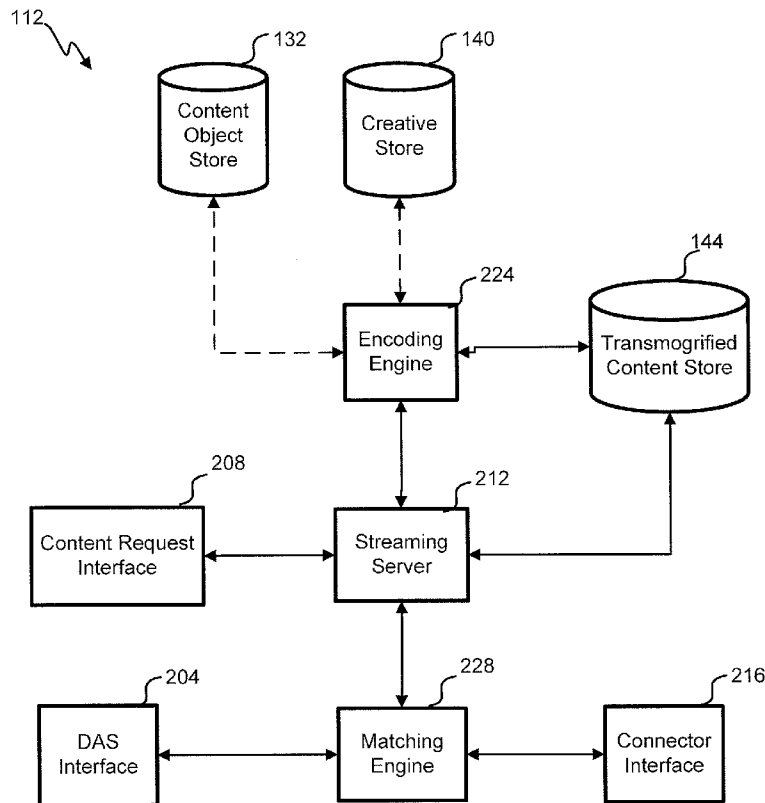 112
132
140
Content
Object
Store
Creative
Store
144
224
Encoding
Engine
Transmogrified
Content Store
208
212
Content Request
Interface
Streaming
Server
204
228
216
DAS
Interface
Matching
Engine
Connector
Interface